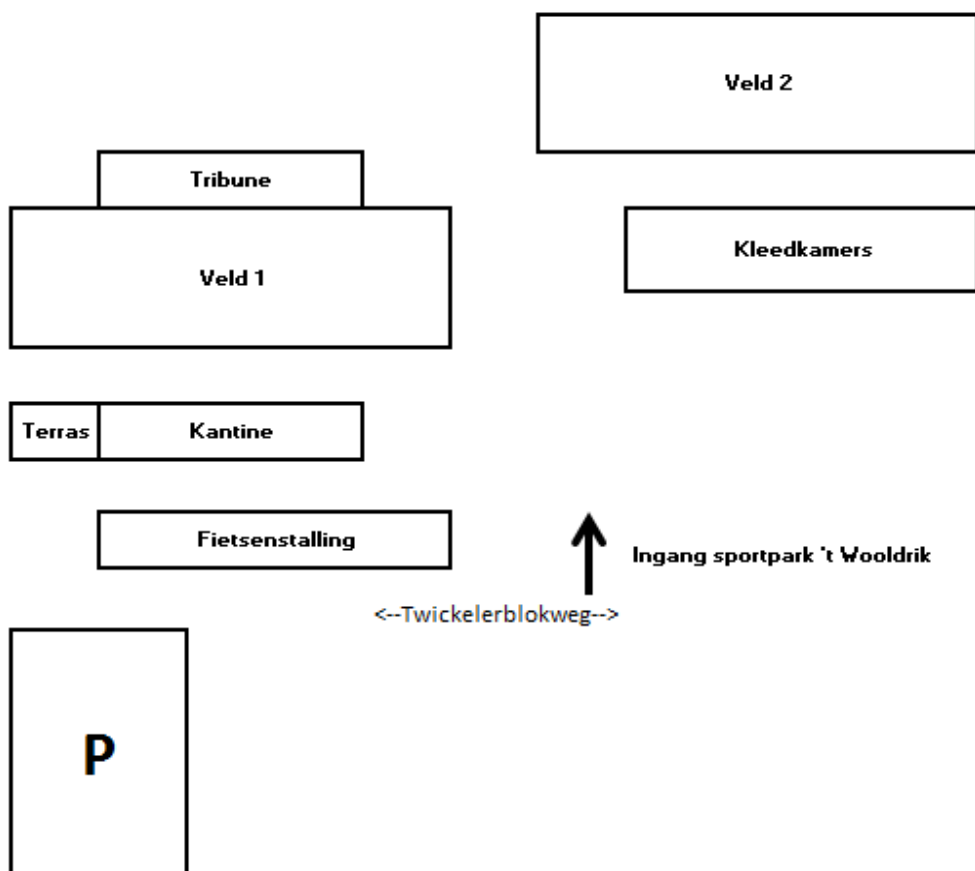 Veld 2
Tribune
Veld 1
Kleedkamers
Terras
Kantine
Fietsenstalling
Ingang sportpark 't Wooldrik
<--Twickelerblokweg-->
P